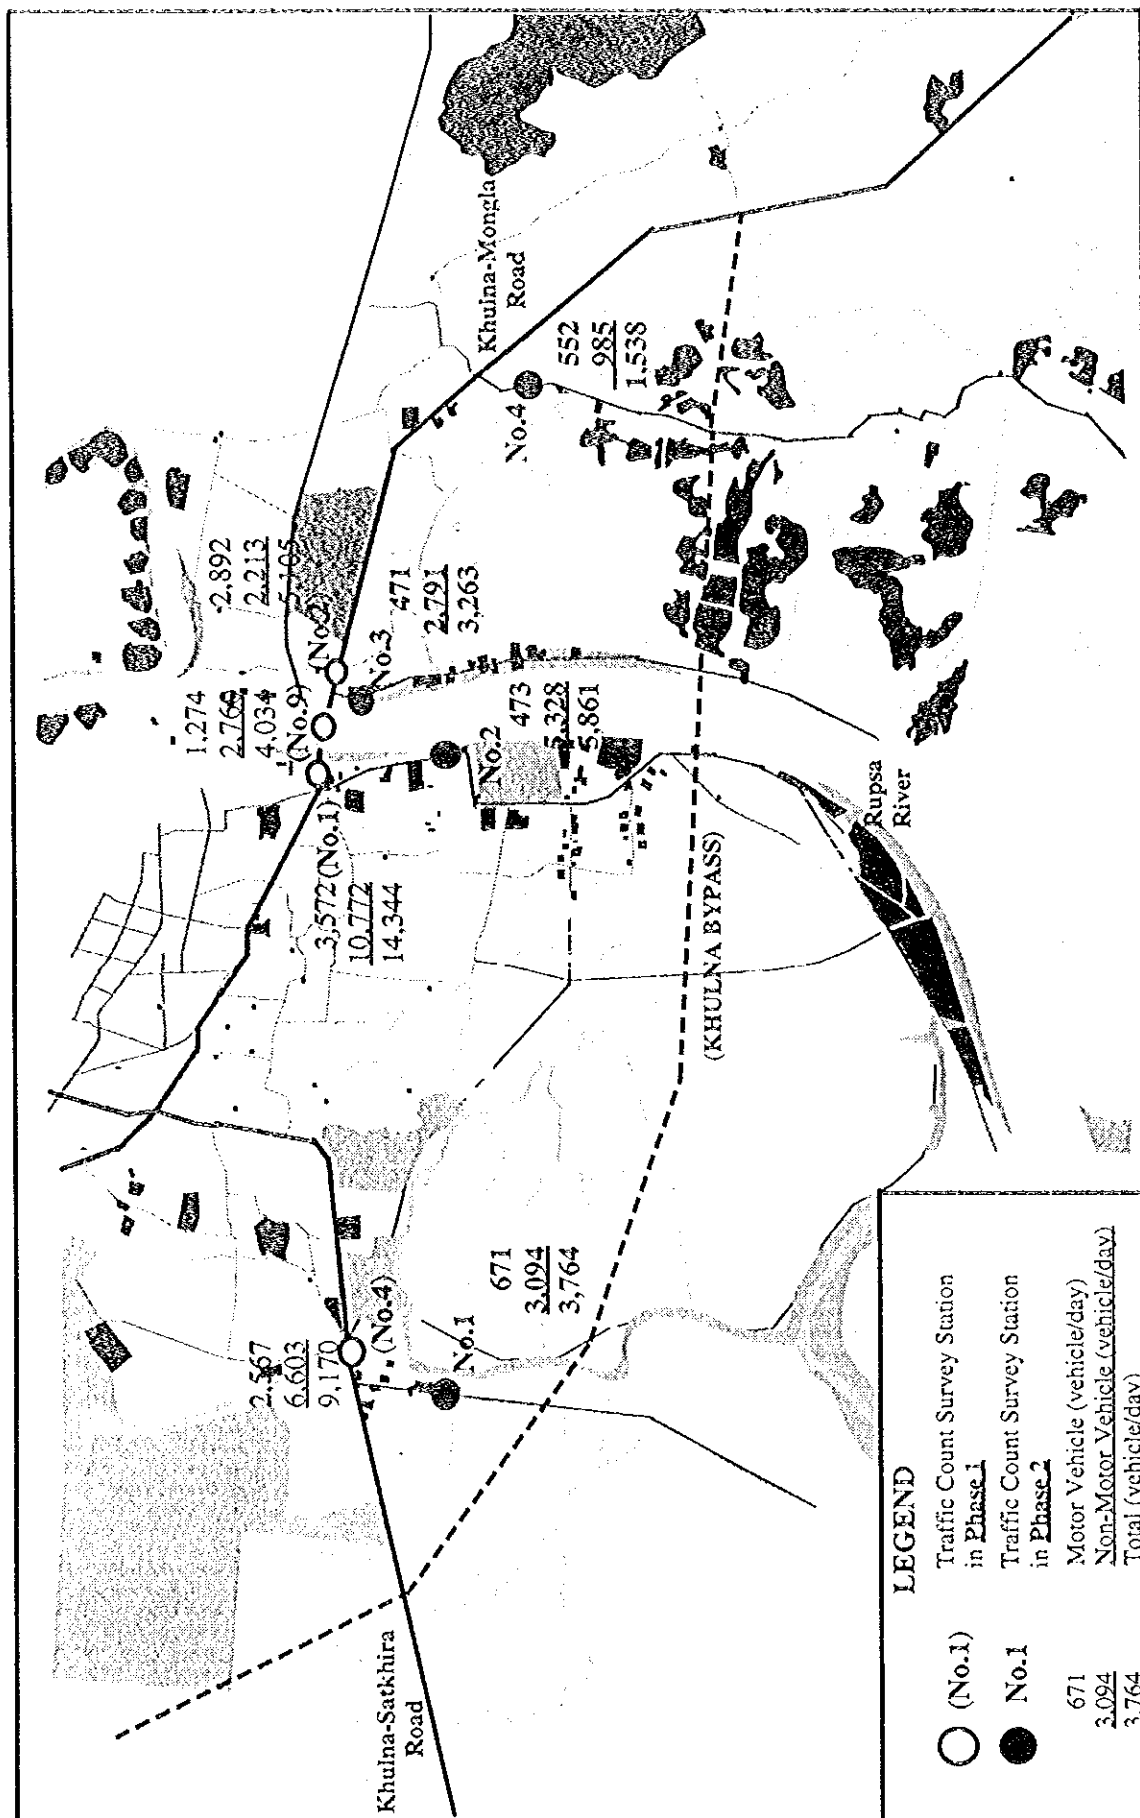 Khulna-Satkhira
Road
2,567
6,603
9,170
(No.4)
No.1
671
3,094
3,764
3,572
(No.1)
10,772
14,344
1,274
2,760
4,034
(No.9)
2,892
2,213
5,105
(No.2)
No.3
471
2,791
3,263
No.2
473
5,328
5,861
Khulna-Mongla
Road
No.4
552
985
1,538
(KHULNA BYPASS)
Rupsa
River
LEGEND
(No.1)
Traffic Count Survey Station
in Phase 1
No.1
Traffic Count Survey Station
in Phase 2
671
Motor Vehicle (vehicle/day)
3,094
Non-Motor Vehicle (vehicle/day)
3,764
Total (vehicle/day)